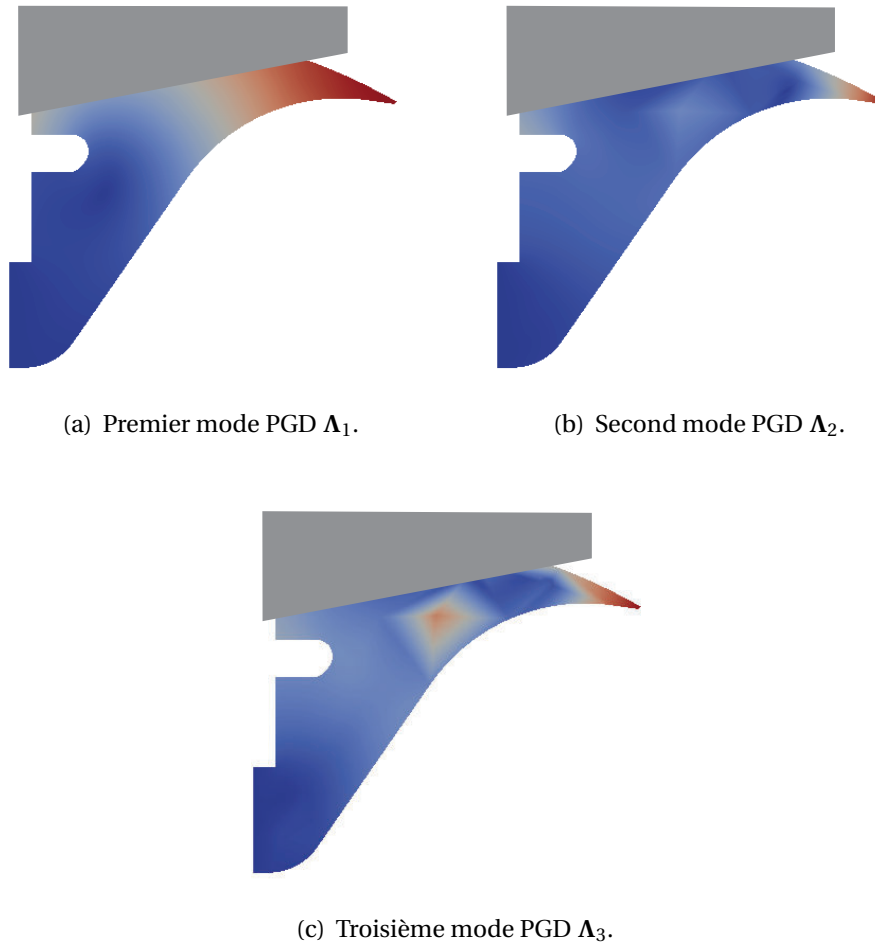 (a) Premier mode PGD Λ₁.
(b) Second mode PGD Λ₂.
(c) Troisième mode PGD Λ₃.